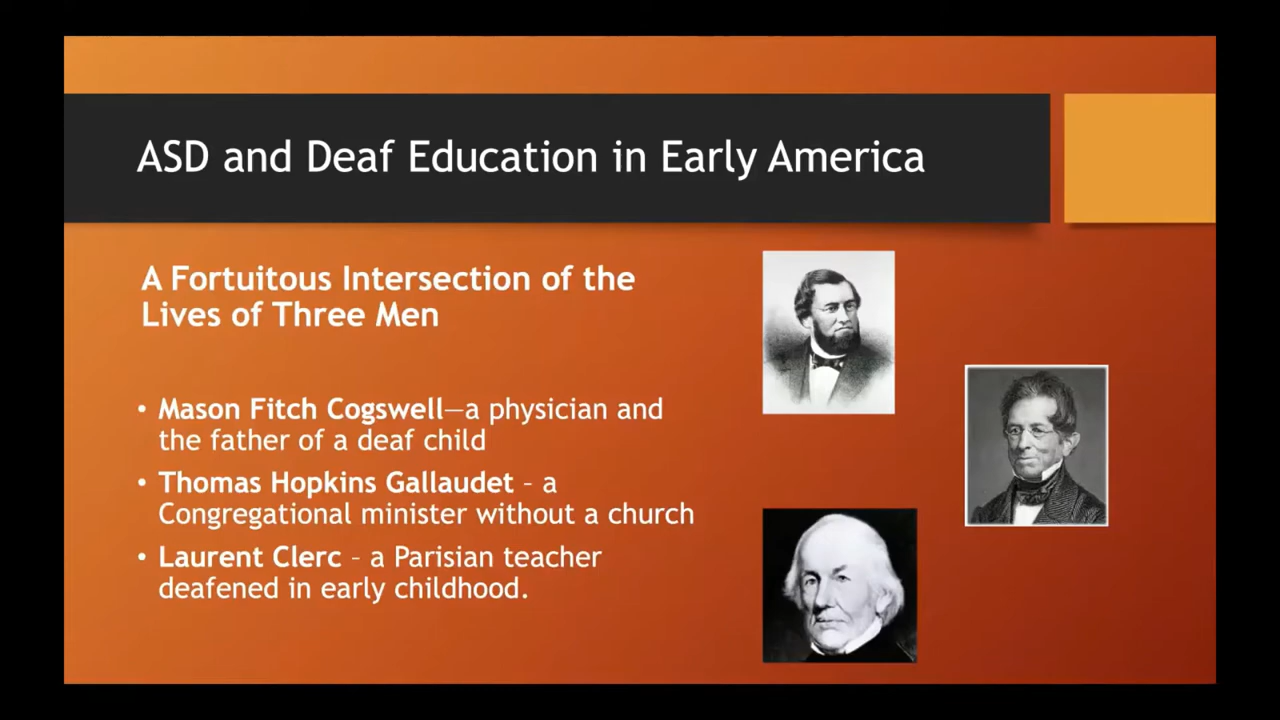 ASD and Deaf Education in Early America
A Fortuitous Intersection of the
Lives of Three Men
• Mason Fitch Cogswell—a physician and
the father of a deaf child
• Thomas Hopkins Gallaudet – a
Congregational minister without a church
• Laurent Clerc – a Parisian teacher
deafened in early childhood.